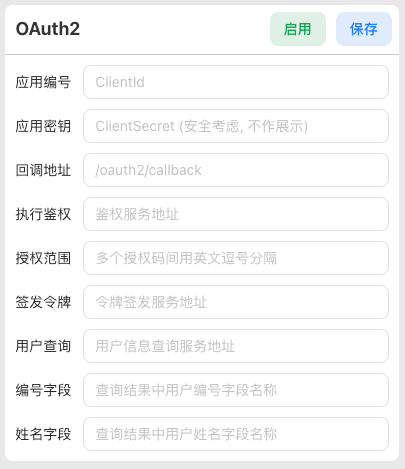 OAuth2 启用 保存
应用编号 ClientId
应用密钥 ClientSecret (安全考虑, 不作展示)
回调地址 /oauth2/callback
执行鉴权 鉴权服务地址
授权范围 多个授权码间用英文逗号分隔
签发令牌 令牌签发服务地址
用户查询 用户信息查询服务地址
编号字段 查询结果中用户编号字段名称
姓名字段 查询结果中用户姓名字段名称